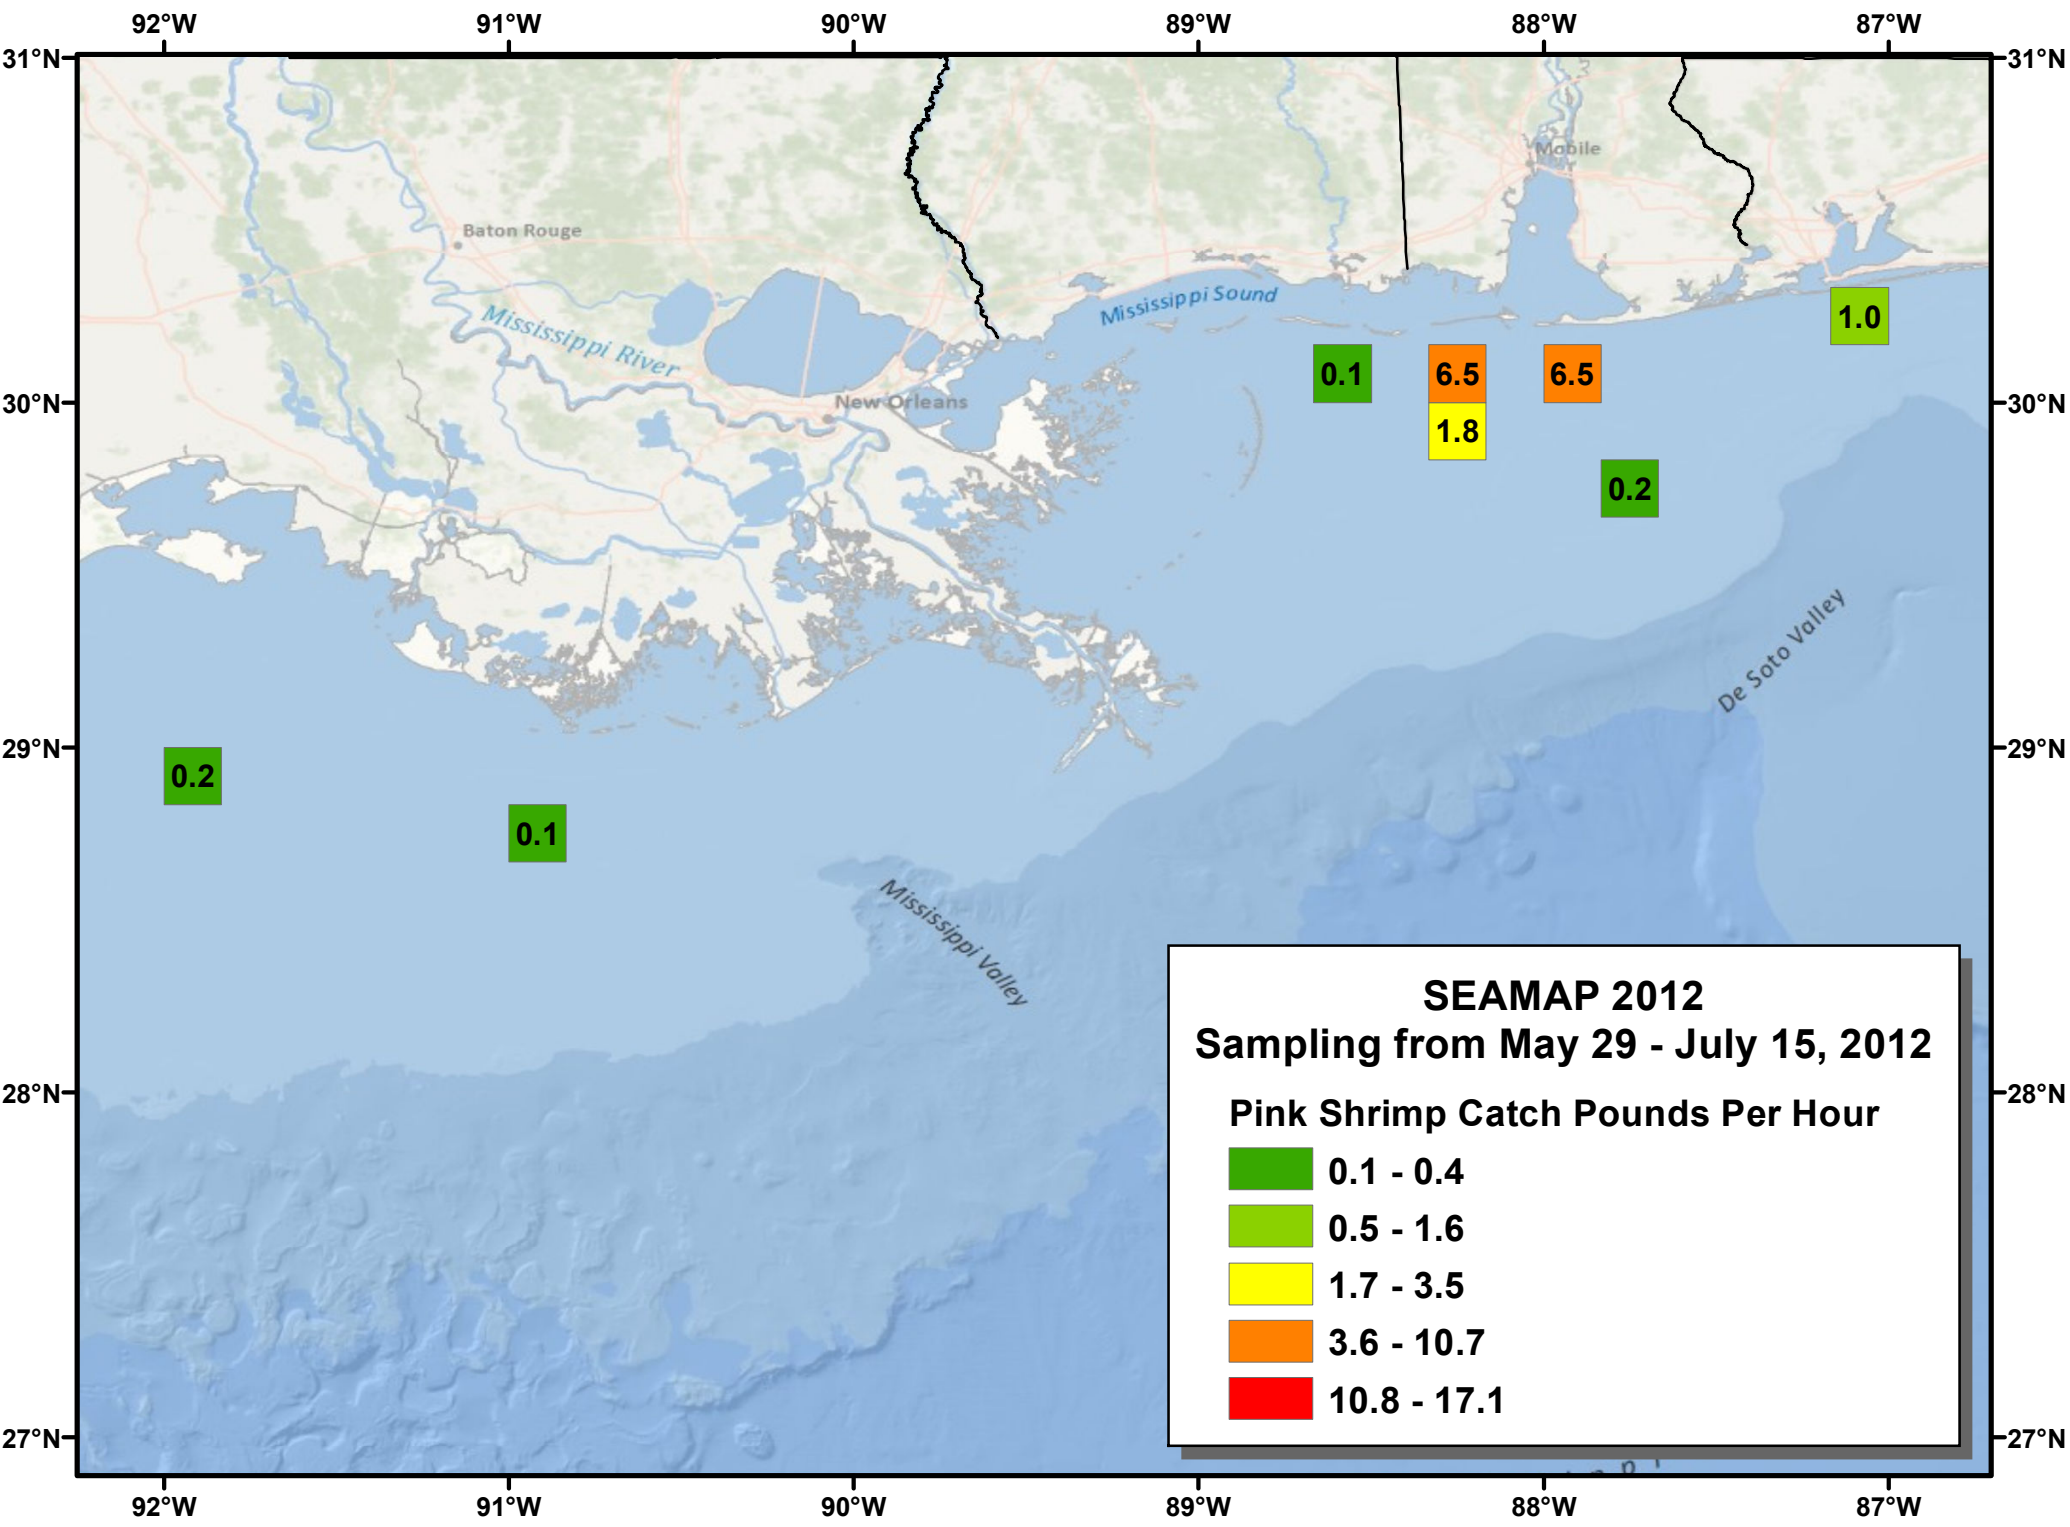 92°W 91°W 90°W 89°W 88°W 87°W
31°N 31°N
Mobile
Baton Rouge
Mississippi Sound
Mississippi River
1.0
0.1 6.5 6.5
30°N New Orleans 30°N
1.8
0.2
De Soto Valley
29°N 29°N
0.2
0.1
Mississippi Valley
SEAMAP 2012
Sampling from May 29 - July 15, 2012
Pink Shrimp Catch Pounds Per Hour
28°N 28°N
0.1 - 0.4
0.5 - 1.6
1.7 - 3.5
3.6 - 10.7
10.8 - 17.1
27°N 27°N
92°W 91°W 90°W 89°W 88°W 87°W